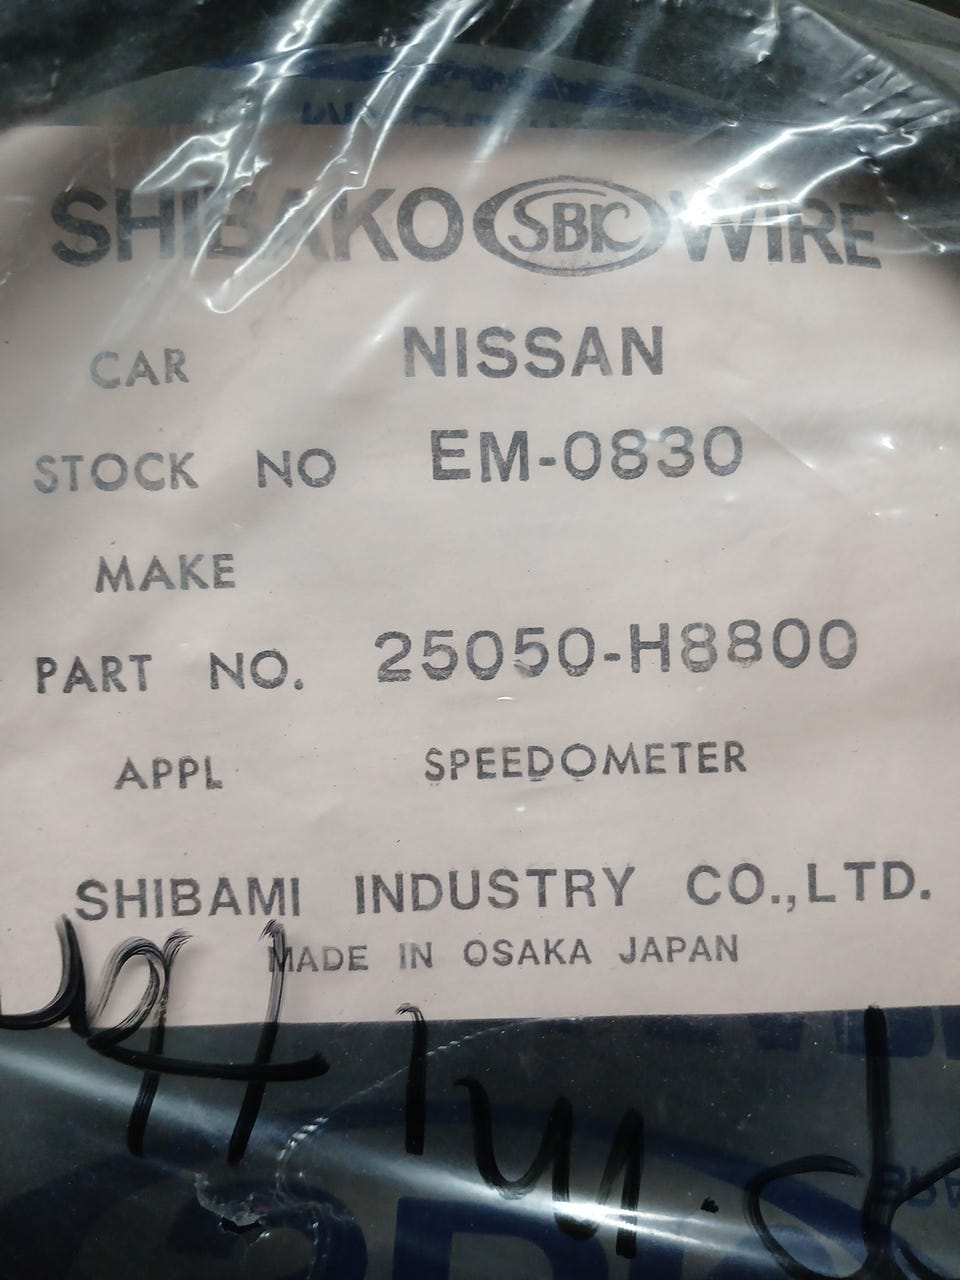 SHIBAKO SBK WIRE
CAR NISSAN
STOCK NO EM-0830
MAKE
PART NO. 25050-H8800
APPL SPEEDOMETER
SHIBAMI INDUSTRY CO.,LTD.
MADE IN OSAKA JAPAN